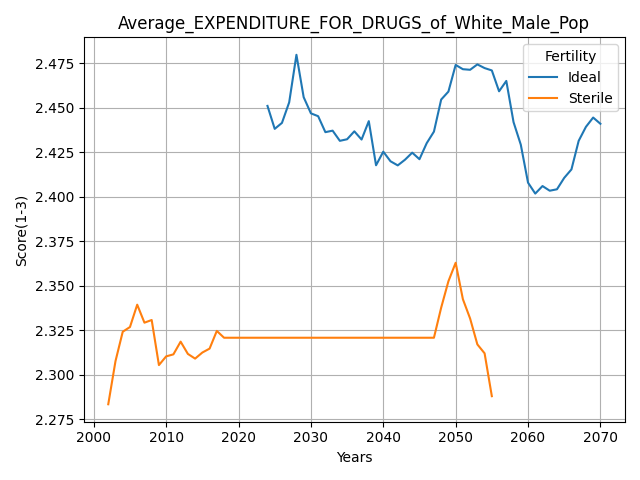 Average_EXPENDITURE_FOR_DRUGS_of_White_Male_Pop
Fertility
Ideal
Sterile
Score(1-3)
2.475
2.450
2.425
2.400
2.375
2.350
2.325
2.300
2.275
2000 2010 2020 2030 2040 2050 2060 2070
Years